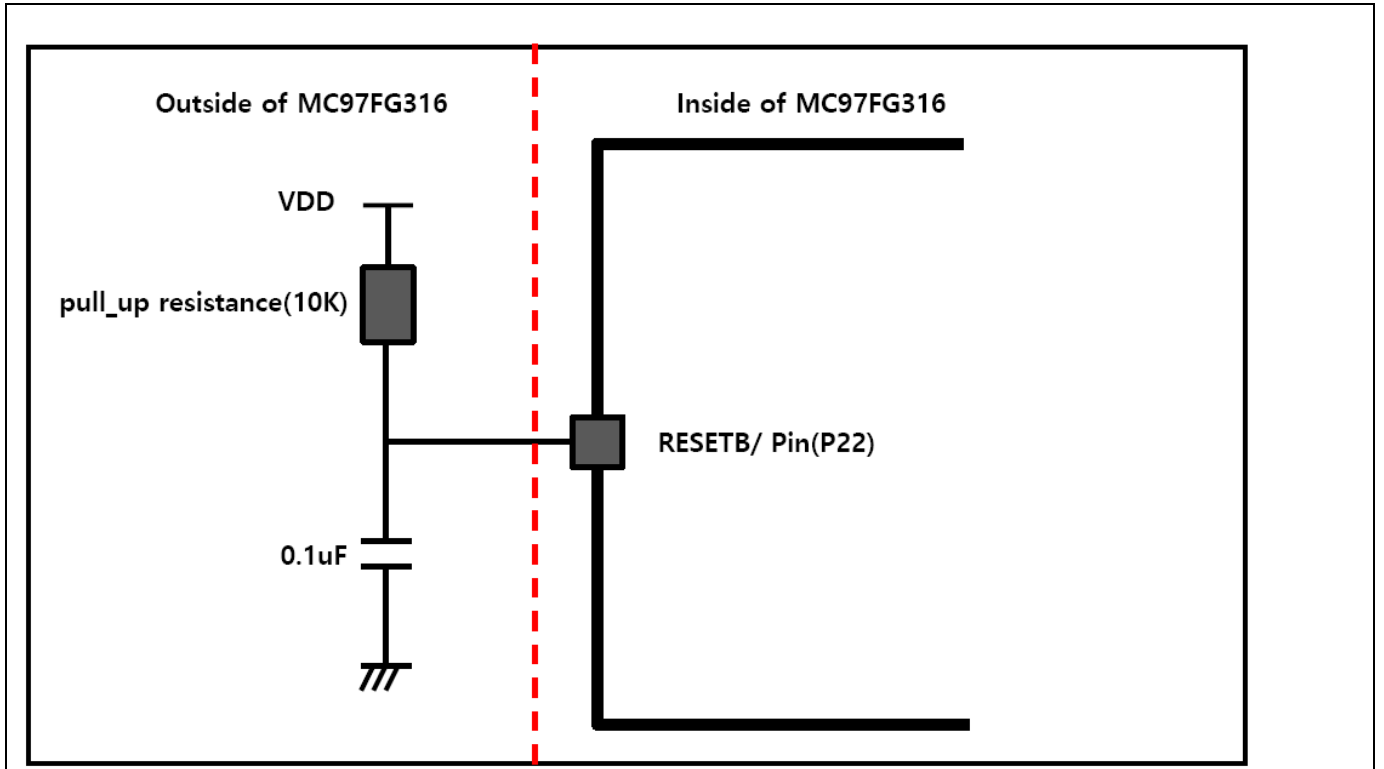 Outside of MC97FG316
Inside of MC97FG316
VDD
pull_up resistance(10K)
RESETB/ Pin(P22)
0.1uF